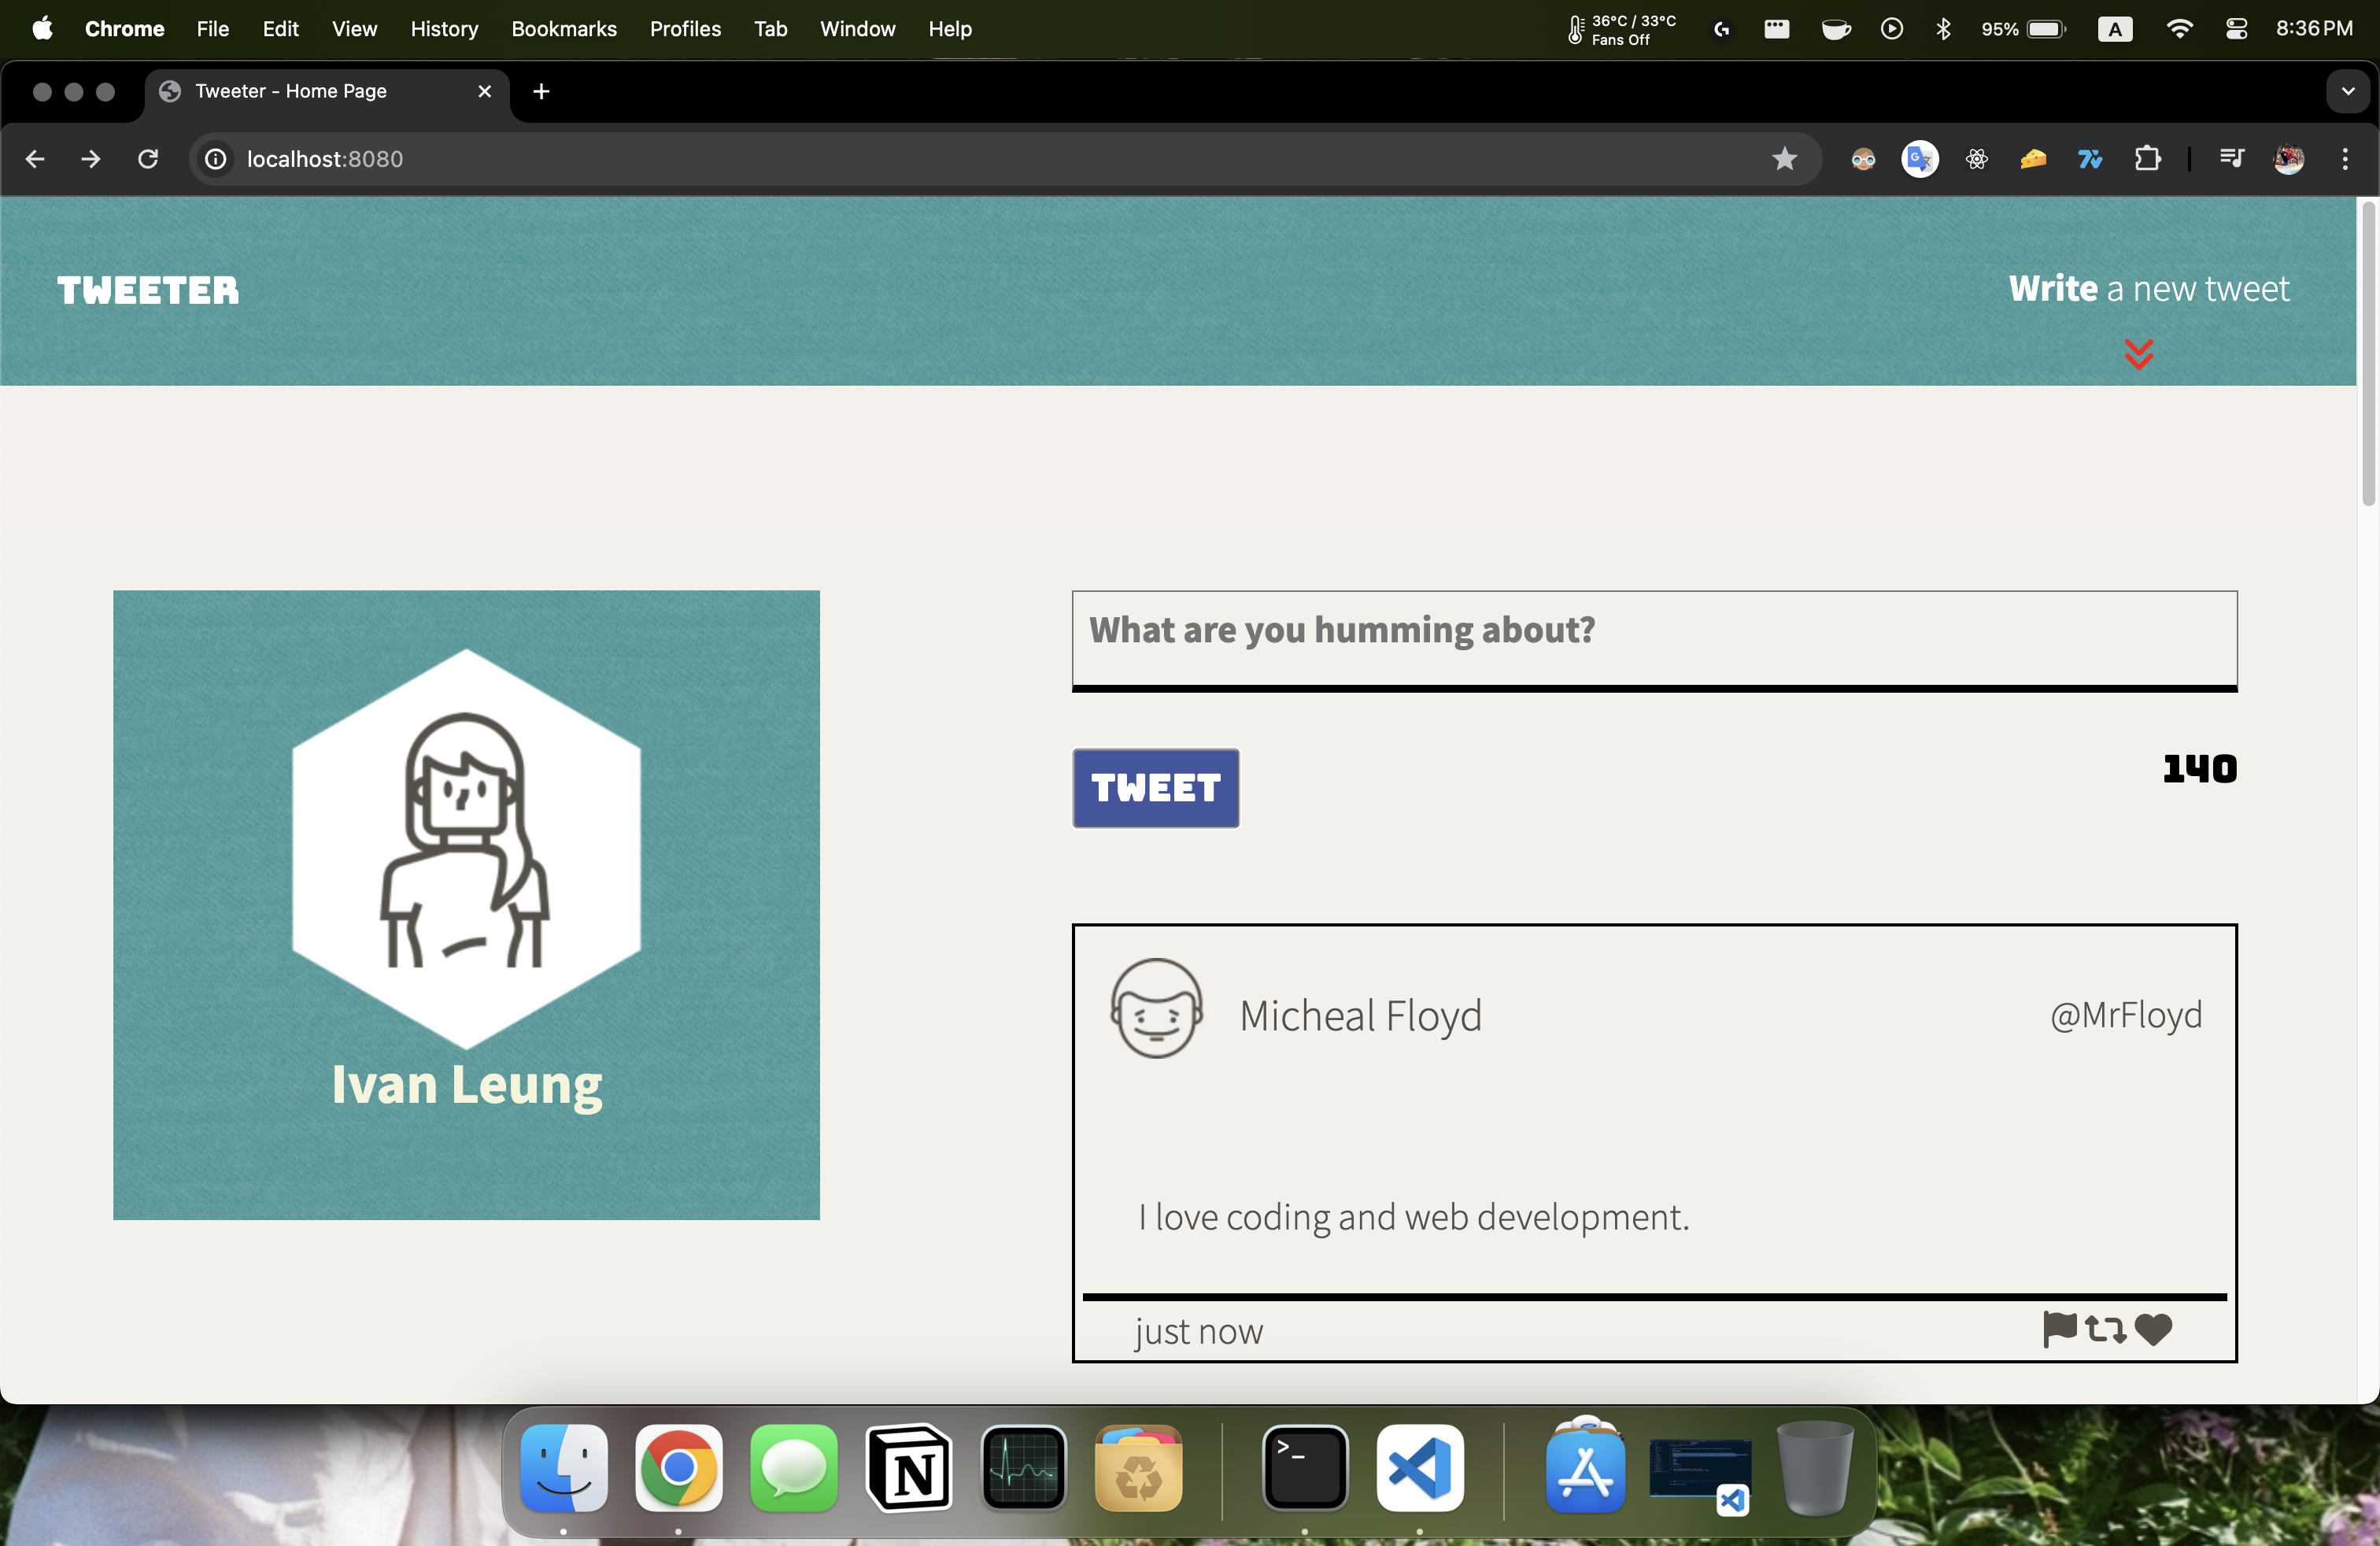 Chrome File Edit View History Bookmarks Profiles Tab Window Help
36°C / 33°C
Fans Off
95%
A
8:36 PM
Tweeter - Home Page
localhost:8080
TWEETER
Write a new tweet
What are you humming about?
TWEET
140
Ivan Leung
Micheal Floyd
@MrFloyd
I love coding and web development.
just now